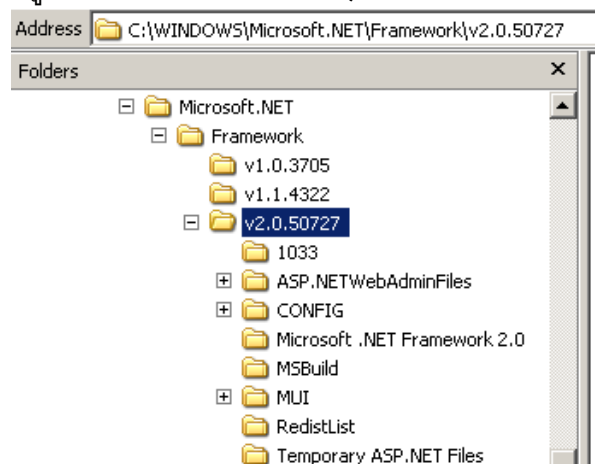 Address C:\WINDOWS\Microsoft.NET\Framework\v2.0.50727
Folders
Microsoft.NET
Framework
v1.0.3705
v1.1.4322
v2.0.50727
1033
ASP.NETWebAdminFiles
CONFIG
Microsoft .NET Framework 2.0
MSBuild
MUI
RedistList
Temporary ASP.NET Files